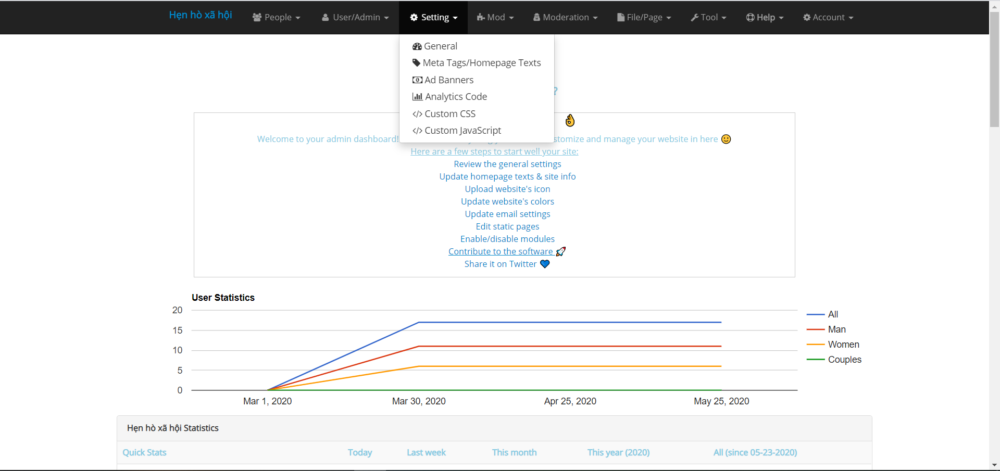 Hẹn hò xã hội People User/Admin Setting Mod Moderation File/Page Tool Help Account
General
Meta Tags/Homepage Texts
Ad Banners
?
Analytics Code
Custom CSS
Custom JavaScript
Welcome to your admin dashboard! stomize and manage your website in here
Here are a few steps to start well your site:
Review the general settings
Update homepage texts & site info
Upload website's icon
Update website's colors
Update email settings
Edit static pages
Enable/disable modules
Contribute to the software
Share it on Twitter
User Statistics
20
15
10
5
0
All
Man
Women
Couples
Mar 1, 2020 Mar 30, 2020 Apr 25, 2020 May 25, 2020
Hẹn hò xã hội Statistics
Quick Stats Today Last week This month This year (2020) All (since 05-23-2020)